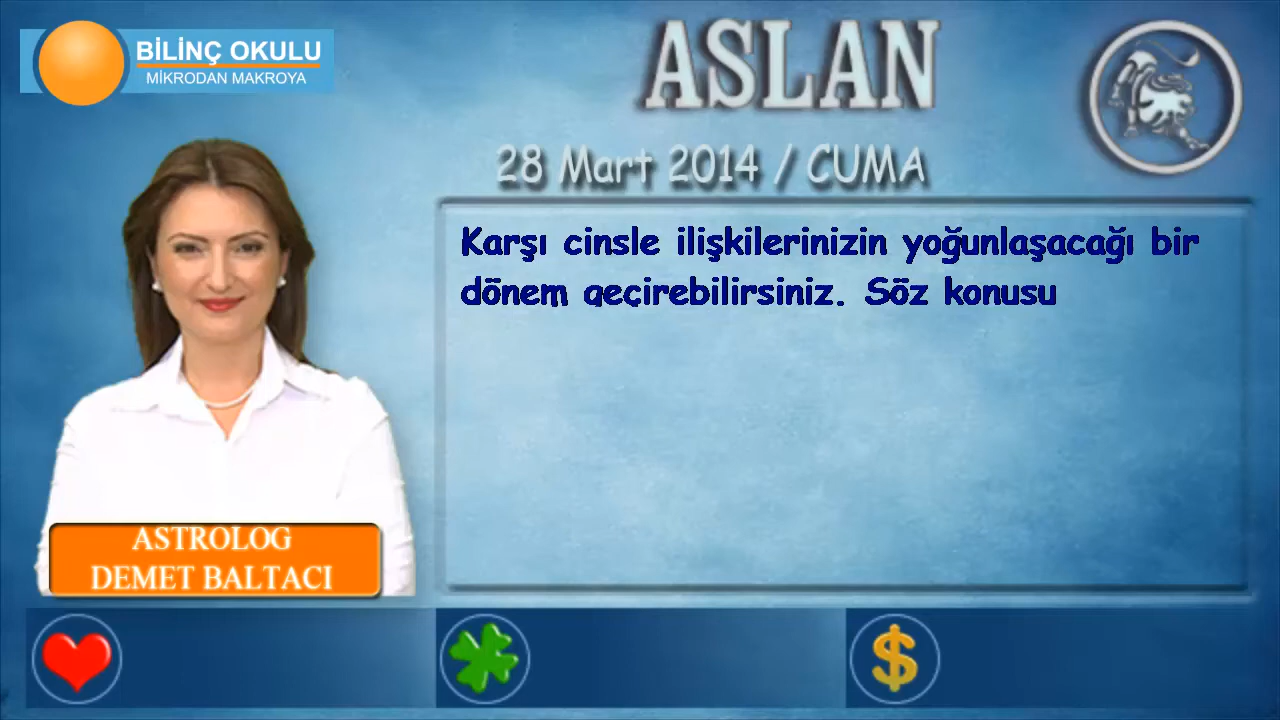 BİLİNÇ OKULU
MİKRODAN MAKROYA
ASLAN
28 Mart 2014 / CUMA
Karşı cinsle ilişkilerinizin yoğunlaşacağı bir
dönem geçirebilirsiniz. Söz konusu
ASTROLOG
DEMET BALTACI
$